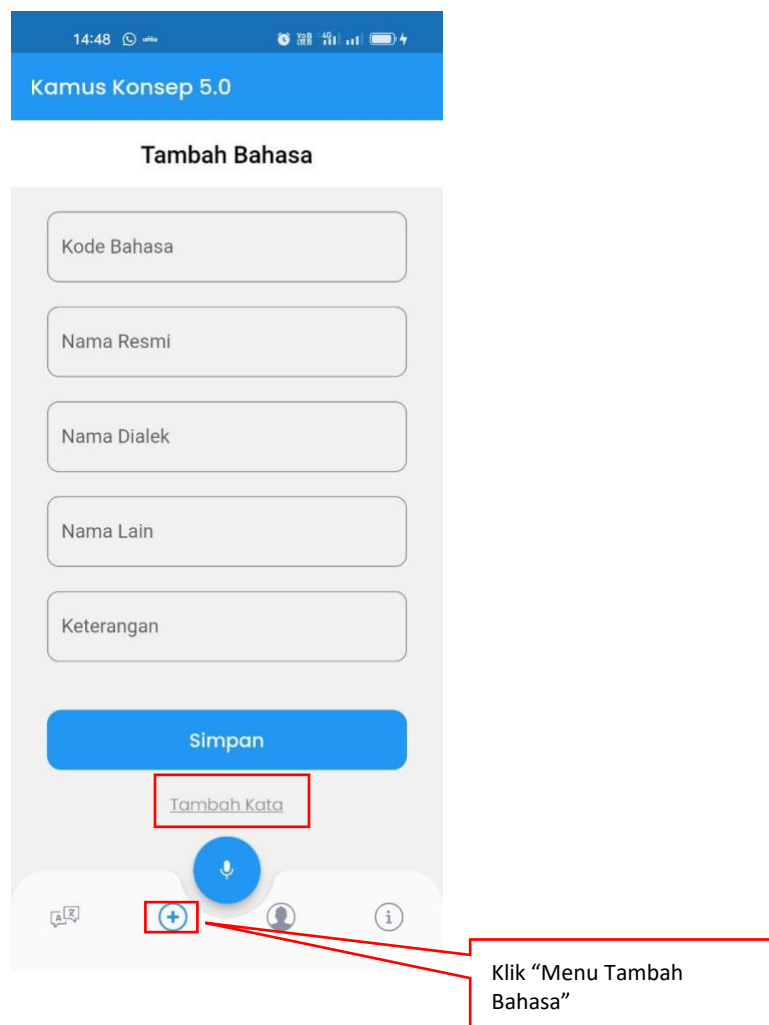 14:48
Kamus Konsep 5.0
Tambah Bahasa
Kode Bahasa
Nama Resmi
Nama Dialek
Nama Lain
Keterangan
Simpan
Tambah Kata
Klik “Menu Tambah
Bahasa”